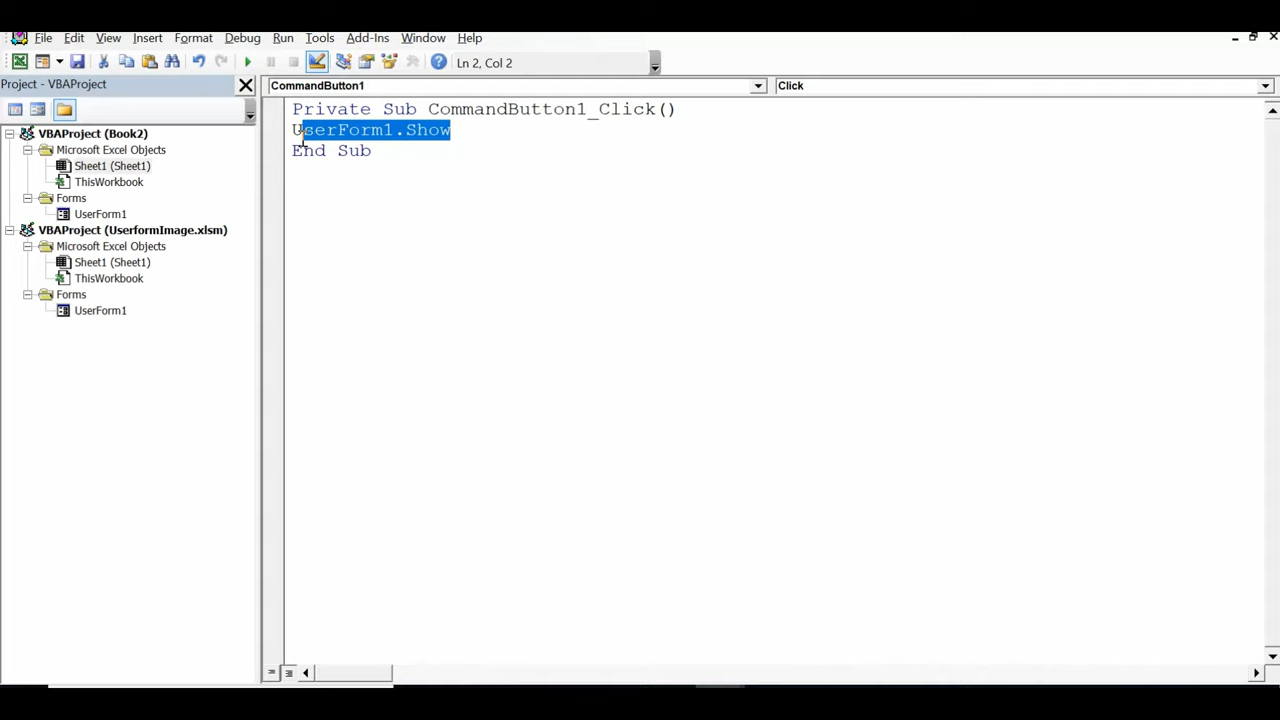 File Edit View Insert Format Debug Run Tools Add-Ins Window Help
Ln 2, Col 2
Project - VBAProject
CommandButton1
Click
VBAProject (Book2)
Microsoft Excel Objects
Sheet1 (Sheet1)
ThisWorkbook
Forms
UserForm1
VBAProject (UserformImage.xlsm)
Microsoft Excel Objects
Sheet1 (Sheet1)
ThisWorkbook
Forms
UserForm1
Private Sub CommandButton1_Click()
UserForm1.Show
End Sub